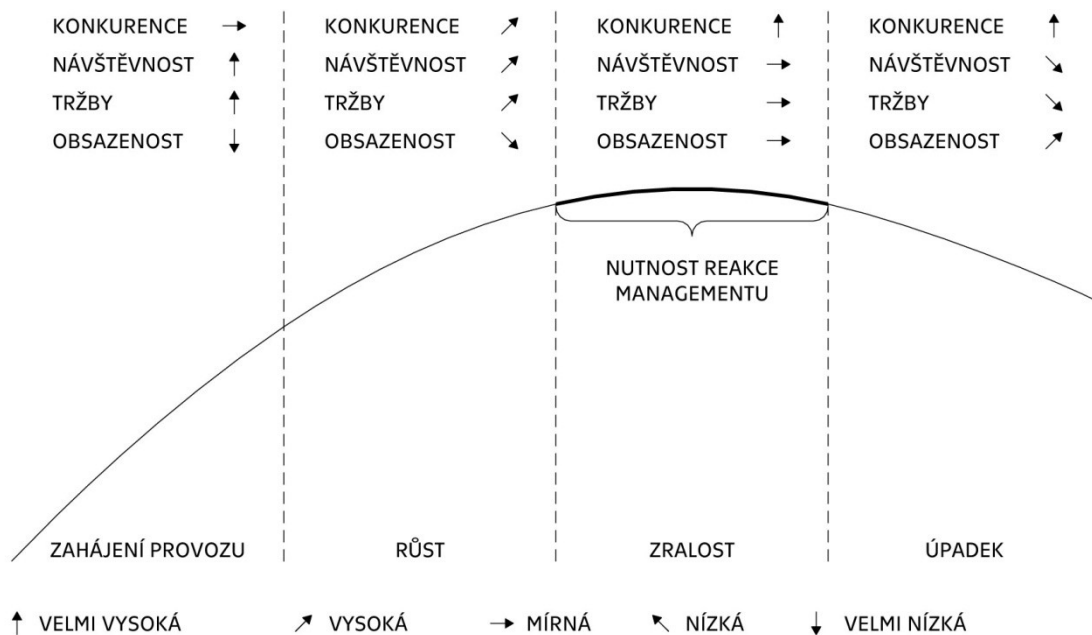 KONKURENCE → KONKURENCE ↗ KONKURENCE ↑ KONKURENCE ↑
NÁVŠTĚVNOST ↑ NÁVŠTĚVNOST ↗ NÁVŠTĚVNOST → NÁVŠTĚVNOST ↘
TRŽBY ↑ TRŽBY ↗ TRŽBY → TRŽBY ↘
OBSAZENOST ↓ OBSAZENOST ↘ OBSAZENOST → OBSAZENOST ↗
NUTNOST REAKCE
MANAGEMENTU
ZAHÁJENÍ PROVOZU RŮST ZRALOST ÚPADEK
↑ VELMI VYSOKÁ ↗ VYSOKÁ → MÍRNÁ ↖ NÍZKÁ ↓ VELMI NÍZKÁ